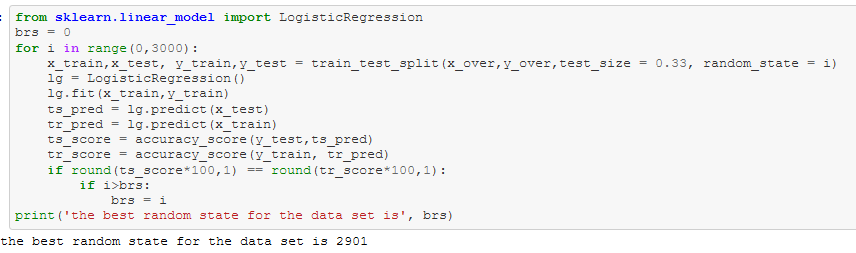 from sklearn.linear_model import LogisticRegression
brs = 0
for i in range(0,3000):
    x_train,x_test, y_train,y_test = train_test_split(x_over,y_over,test_size = 0.33, random_state = i)
    lg = LogisticRegression()
    lg.fit(x_train,y_train)
    ts_pred = lg.predict(x_test)
    tr_pred = lg.predict(x_train)
    ts_score = accuracy_score(y_test,ts_pred)
    tr_score = accuracy_score(y_train, tr_pred)
    if round(ts_score*100,1) == round(tr_score*100,1):
        if i>brs:
            brs = i
print('the best random state for the data set is', brs)
the best random state for the data set is 2901